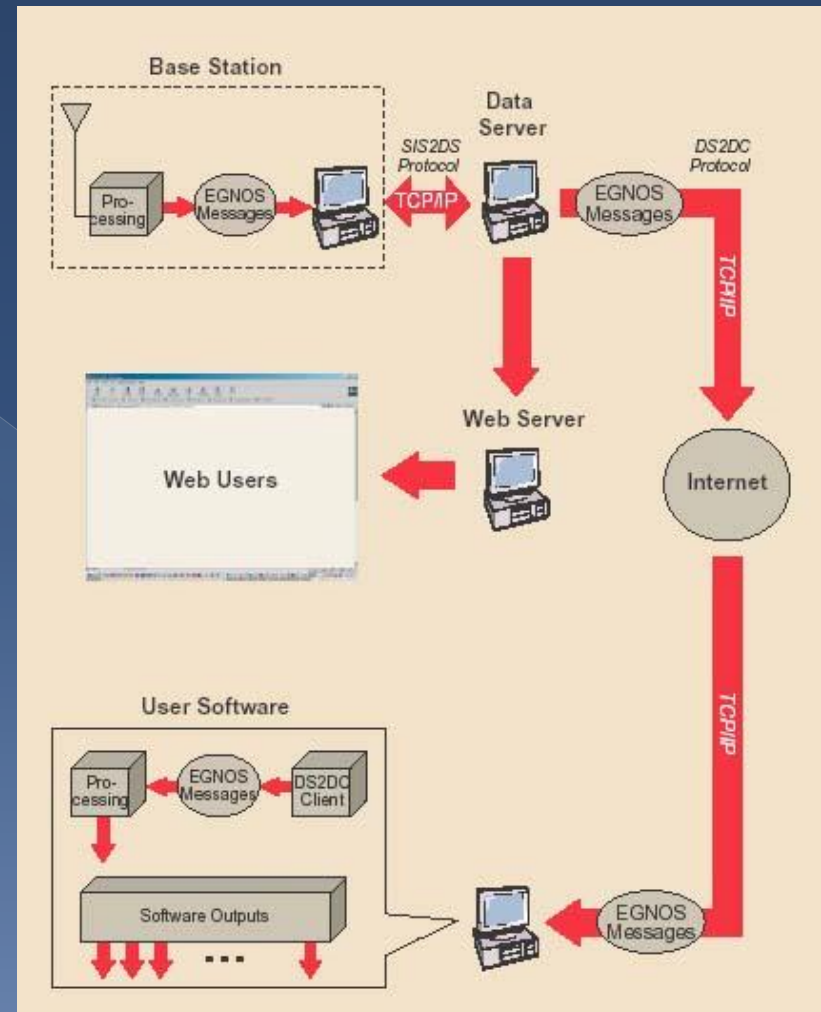 Base Station
Data
Server
SIS2DS
Protocol
DS2DC
Protocol
Pro-
cessing
EGNOS
Messages
TCP/IP
EGNOS
Messages
TCP/IP
Web Server
Web Users
Internet
TCP/IP
User Software
Pro-
cessing
EGNOS
Messages
DS2DC
Client
Software Outputs
EGNOS
Messages